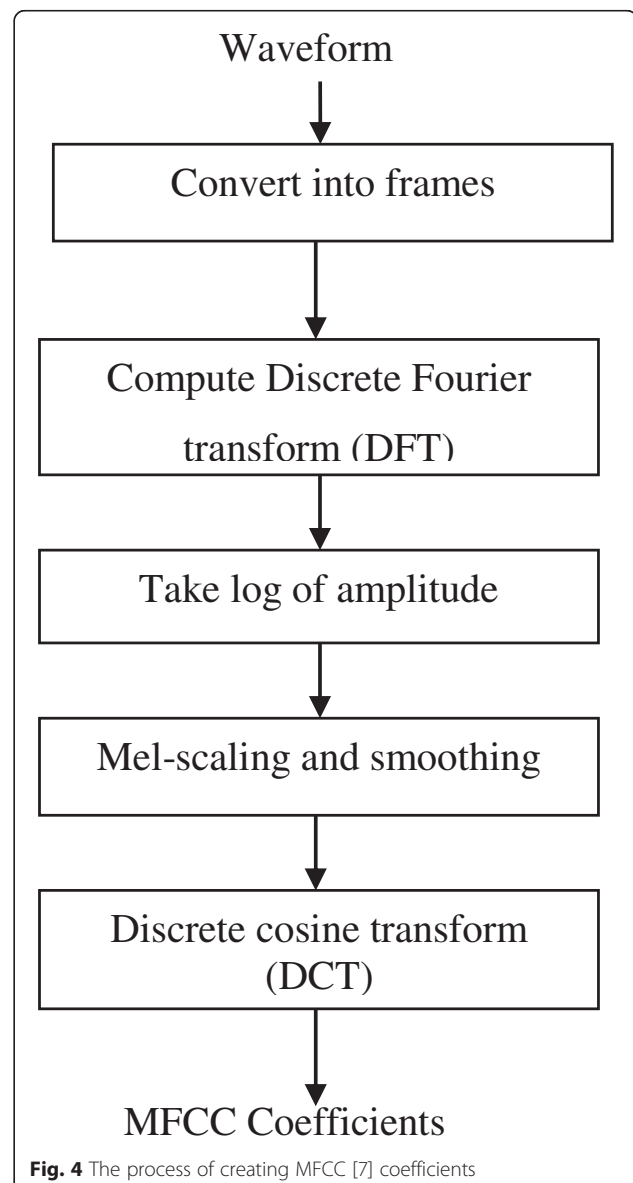 Waveform
Convert into frames
Compute Discrete Fourier
transform (DFT)
Take log of amplitude
Mel-scaling and smoothing
Discrete cosine transform
(DCT)
MFCC Coefficients
Fig. 4 The process of creating MFCC [7] coefficients